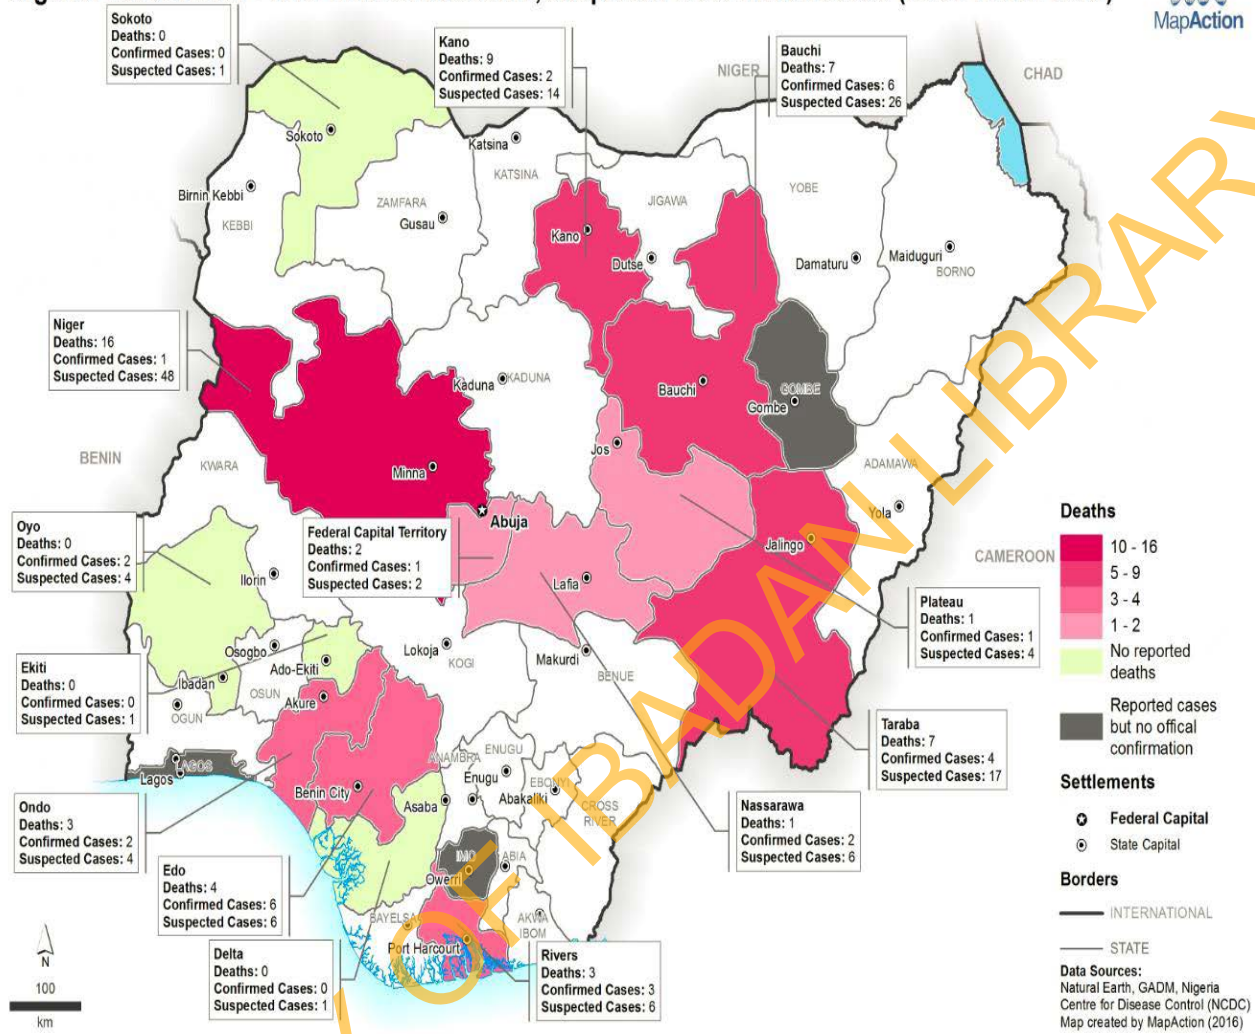 MapAction
Sokoto
Deaths: 0
Confirmed Cases: 0
Suspected Cases: 1
Kano
Deaths: 9
Confirmed Cases: 2
Suspected Cases: 14
Bauchi
Deaths: 7
Confirmed Cases: 6
Suspected Cases: 26
NIGER
CHAD
Sokoto
Katsina
KATSINA
Birnin Kebbi
KEBBI
ZAMFARA
Gusau
JIGAWA
YOBE
Kano
Dutse
Damaturu
Maiduguri
BORNO
Niger
Deaths: 16
Confirmed Cases: 1
Suspected Cases: 48
Kaduna
KADUNA
Bauchi
GOMBE
Gombe
BENIN
KWARA
Minna
Jos
ADAMAWA
Yola
Abuja
Jalingo
CAMEROON
Oyo
Deaths: 0
Confirmed Cases: 2
Suspected Cases: 4
Federal Capital Territory
Deaths: 2
Confirmed Cases: 1
Suspected Cases: 2
Ilorin
Lafia
Plateau
Deaths: 1
Confirmed Cases: 1
Suspected Cases: 4
Ekiti
Deaths: 0
Confirmed Cases: 0
Suspected Cases: 1
Osogbo
Ado-Ekiti
Lokoja
KOGI
Makurdi
BENUE
Ibadan
OSUN
Akure
OGUN
Taraba
Deaths: 7
Confirmed Cases: 4
Suspected Cases: 17
LAGOS
Lagos
Benin City
ANAMBRA
ENUGU
Enugu
Asaba
EBONYI
Abakaliki
CROSS
RIVER
Ondo
Deaths: 3
Confirmed Cases: 2
Suspected Cases: 4
Nassarawa
Deaths: 1
Confirmed Cases: 2
Suspected Cases: 6
Edo
Deaths: 4
Confirmed Cases: 6
Suspected Cases: 6
IMO
Owerri
ABIA
BAYELSA
AKWA
IBOM
Port Harcourt
Delta
Deaths: 0
Confirmed Cases: 0
Suspected Cases: 1
Rivers
Deaths: 3
Confirmed Cases: 3
Suspected Cases: 6
N
100
km
Deaths
10 - 16
5 - 9
3 - 4
1 - 2
No reported
deaths
Reported cases
but no offical
confirmation
Settlements
Federal Capital
State Capital
Borders
INTERNATIONAL
STATE
Data Sources:
Natural Earth, GADM, Nigeria
Centre for Disease Control (NCDC)
Map created by MapAction (2016)
OF IBADAN LIBRARY